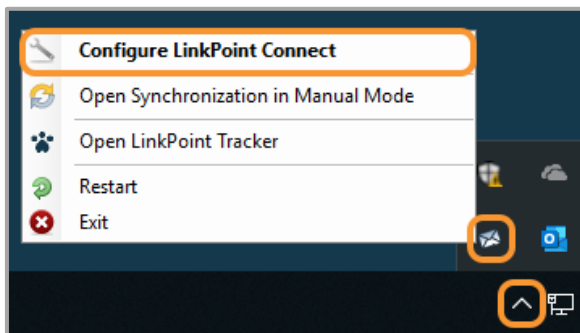 Configure LinkPoint Connect
Open Synchronization in Manual Mode
Open LinkPoint Tracker
Restart
Exit